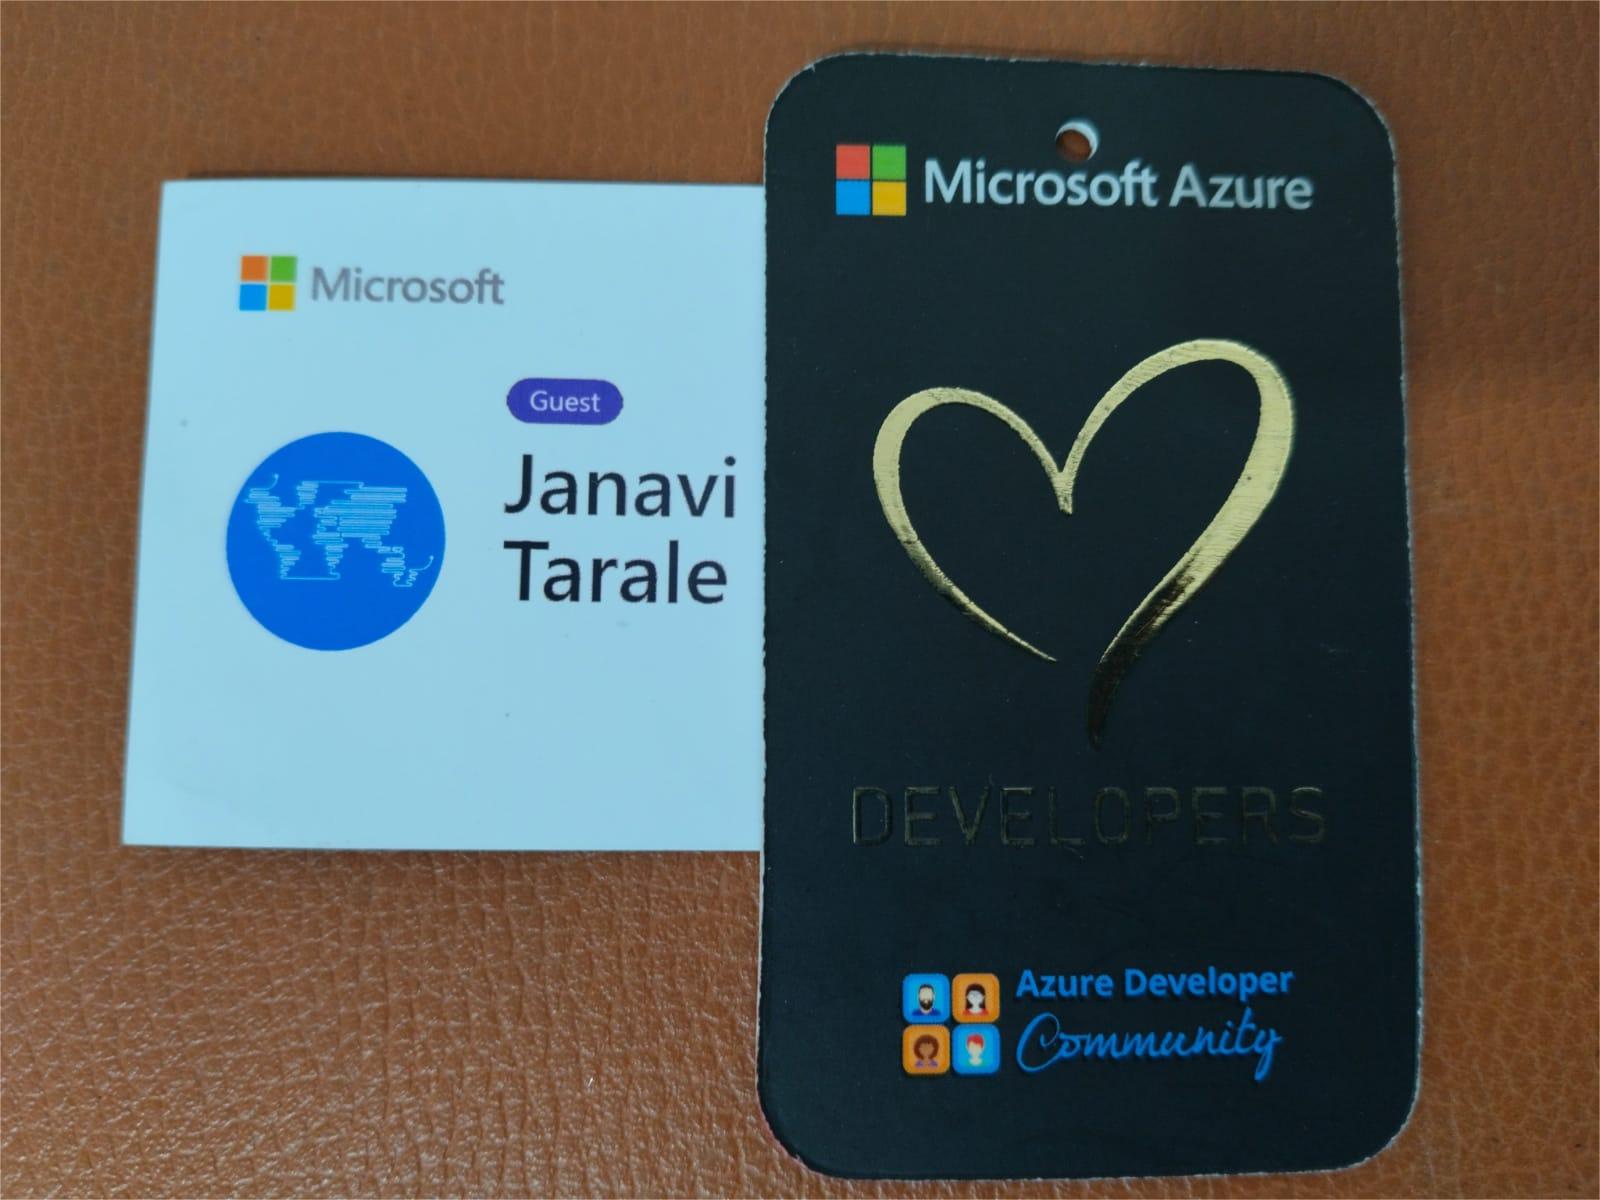 Microsoft
Guest
Janavi
Tarale
Microsoft Azure
DEVELOPERS
Azure Developer
Community